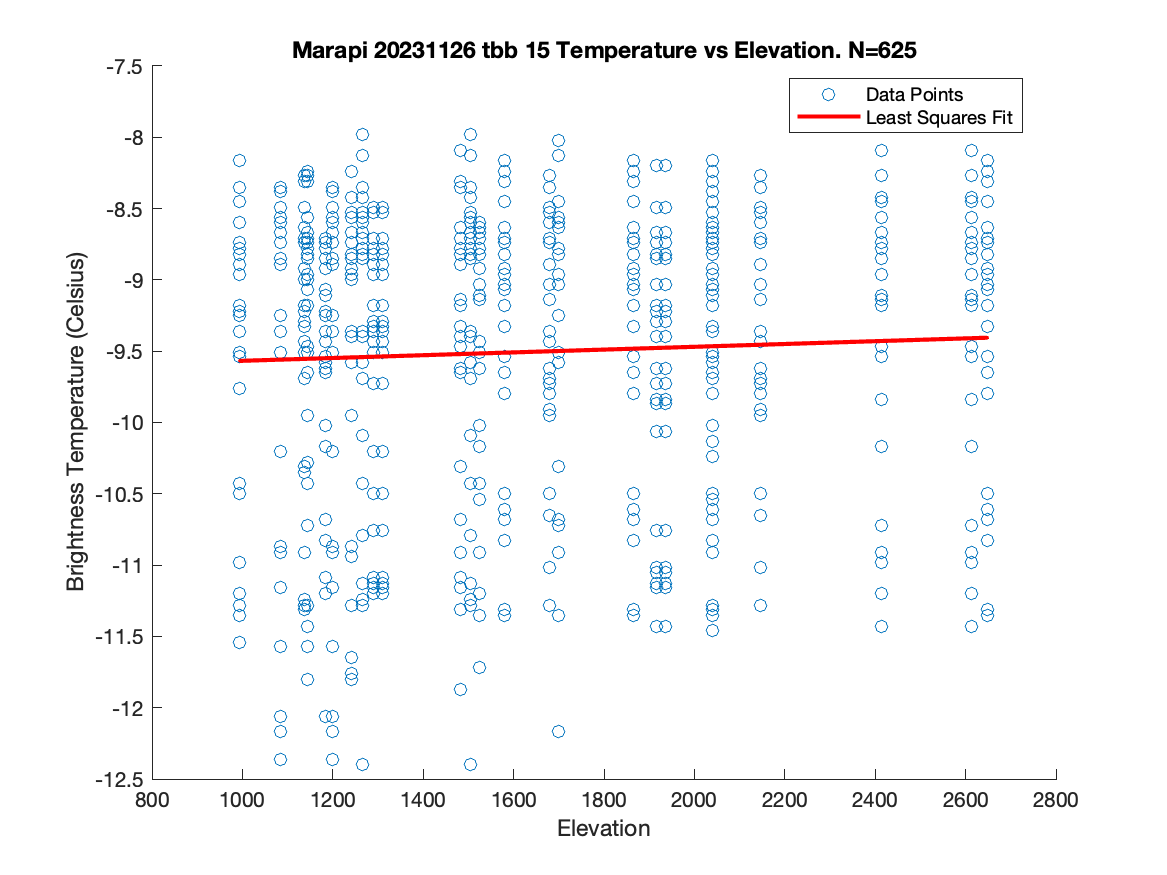 Marapi 20231126 tbb 15 Temperature vs Elevation. N=625
Data Points
Least Squares Fit
-7.5
-8
-8.5
-9
-9.5
-10
-10.5
-11
-11.5
-12
-12.5
Brightness Temperature (Celsius)
800 1000 1200 1400 1600 1800 2000 2200 2400 2600 2800
Elevation